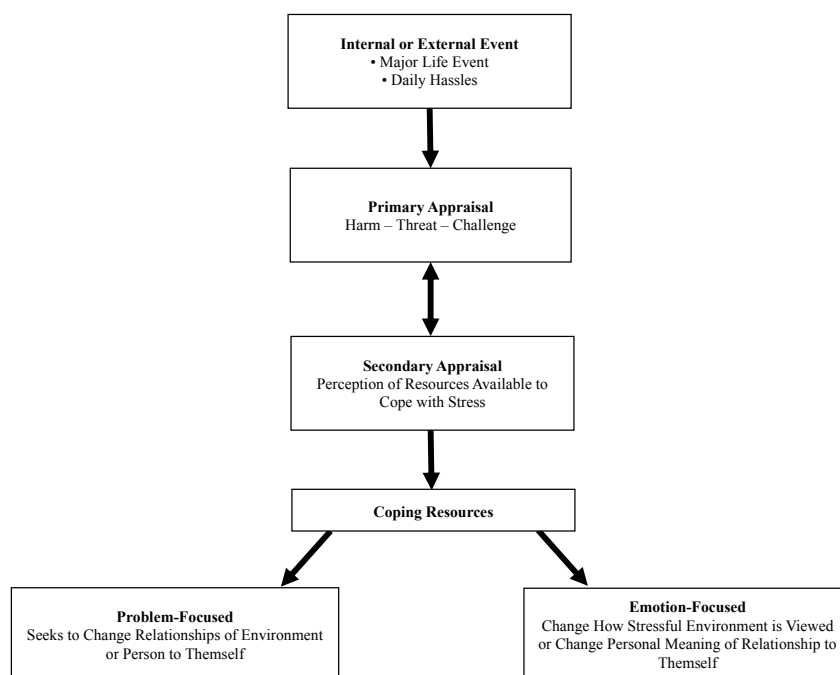 Internal or External Event
• Major Life Event
• Daily Hassles
Primary Appraisal
Harm – Threat – Challenge
Secondary Appraisal
Perception of Resources Available to
Cope with Stress
Coping Resources
Problem-Focused
Seeks to Change Relationships of Environment
or Person to Themself
Emotion-Focused
Change How Stressful Environment is Viewed
or Change Personal Meaning of Relationship to
Themself